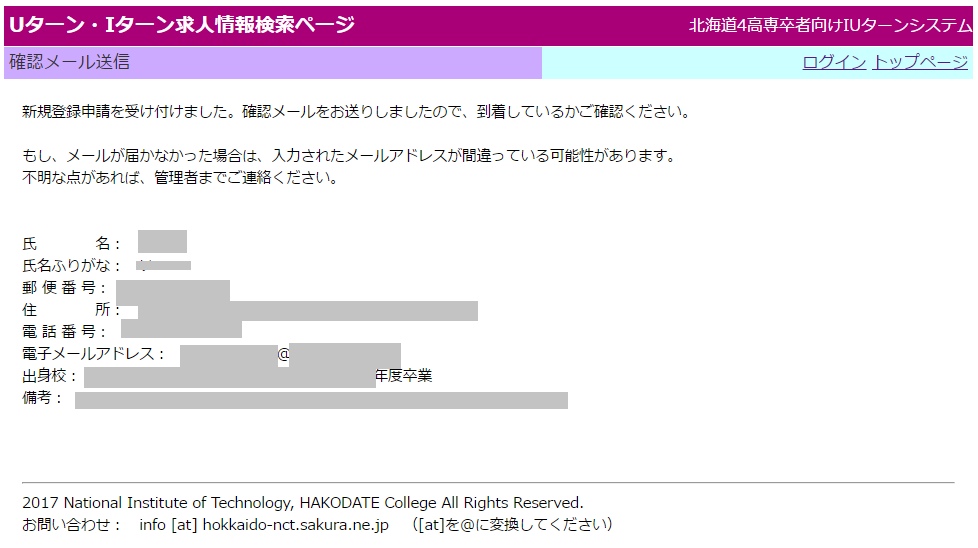 Uターン・Iターン求人情報検索ページ
北海道4高専卒者向けIUターンシステム
確認メール送信
ログイン トップページ
新規登録申請を受け付けました。確認メールをお送りしましたので、到着しているかご確認ください。
もし、メールが届かなかった場合は、入力されたメールアドレスが間違っている可能性があります。
不明な点があれば、管理者までご連絡ください。
氏　　　　名：
氏名ふりがな：
郵 便 番 号：
住　　　　所：
電 話 番 号：
電子メールアドレス： @
出身校： 年度卒業
備考：
2017 National Institute of Technology, HAKODATE College All Rights Reserved.
お問い合わせ： info [at] hokkaido-nct.sakura.ne.jp （[at]を@に変換してください）